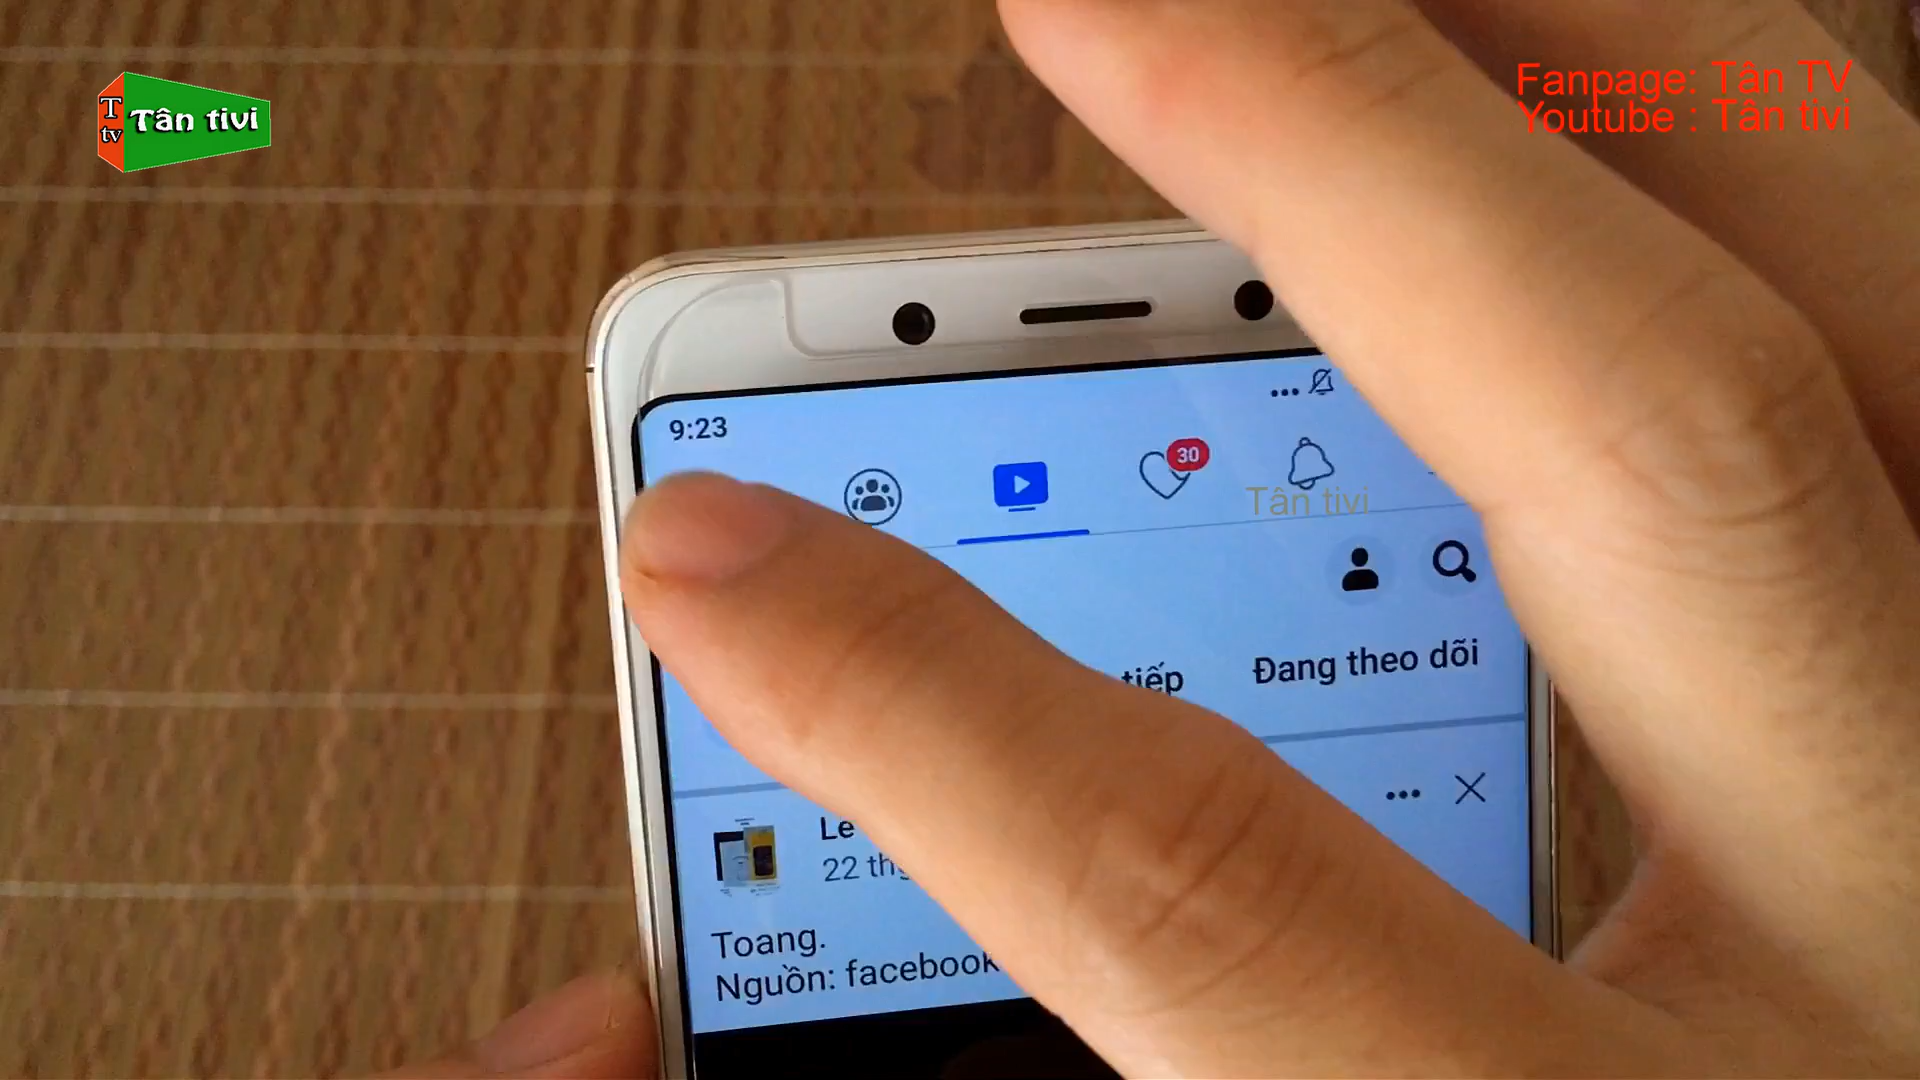 T
tv
Tân tivi
Fanpage: Tân TV
Youtube : Tân tivi
9:23
30
Tân tivi
tiếp
Đang theo dõi
Le
22
Toang.
Nguồn: facebook